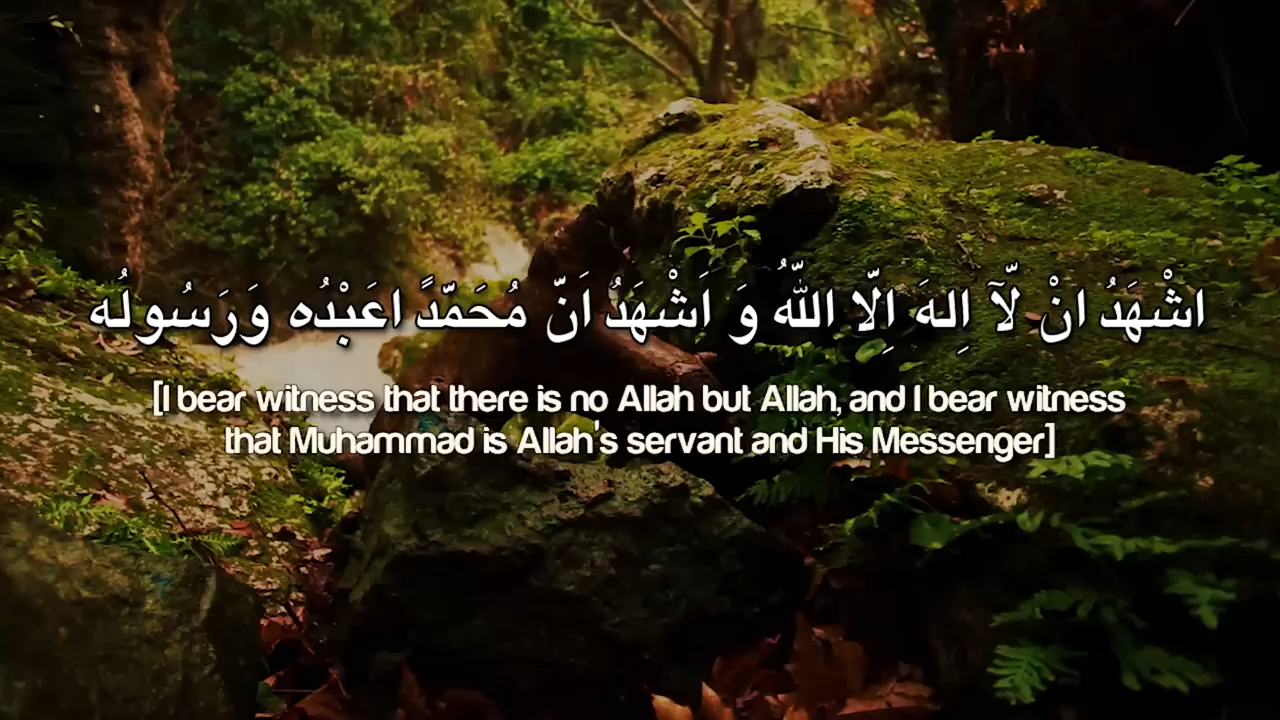 اشْهَدُ انْ لّآ اِلهَ اِلّا اللّهُ وَ اَشْهَدُ اَنّ مُحَمّدً اعَبْدُه وَرَسُولُه
[I bear witness that there is no Allah but Allah, and I bear witness
that Muhammad is Allah's servant and His Messenger]